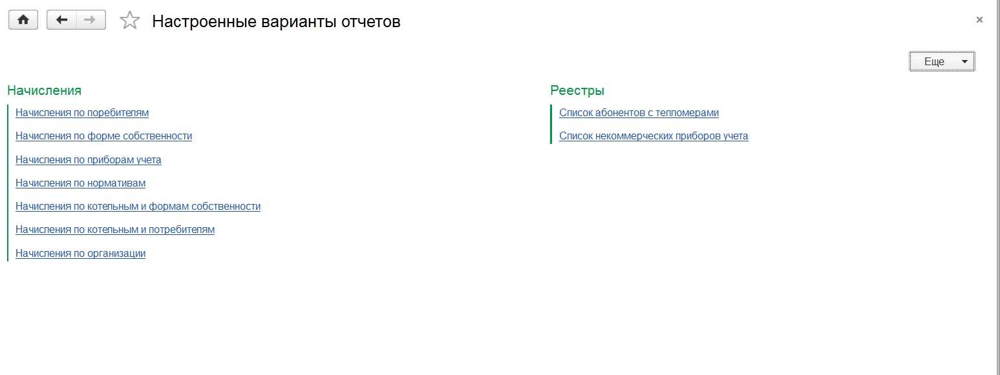 Настроенные варианты отчетов
Еще
Начисления
Начисления по поребителям
Начисления по форме собственности
Начисления по приборам учета
Начисления по нормативам
Начисления по котельным и формам собственности
Начисления по котельным и потребителям
Начисления по организации
Реестры
Список абонентов с тепломерами
Список некоммерческих приборов учета